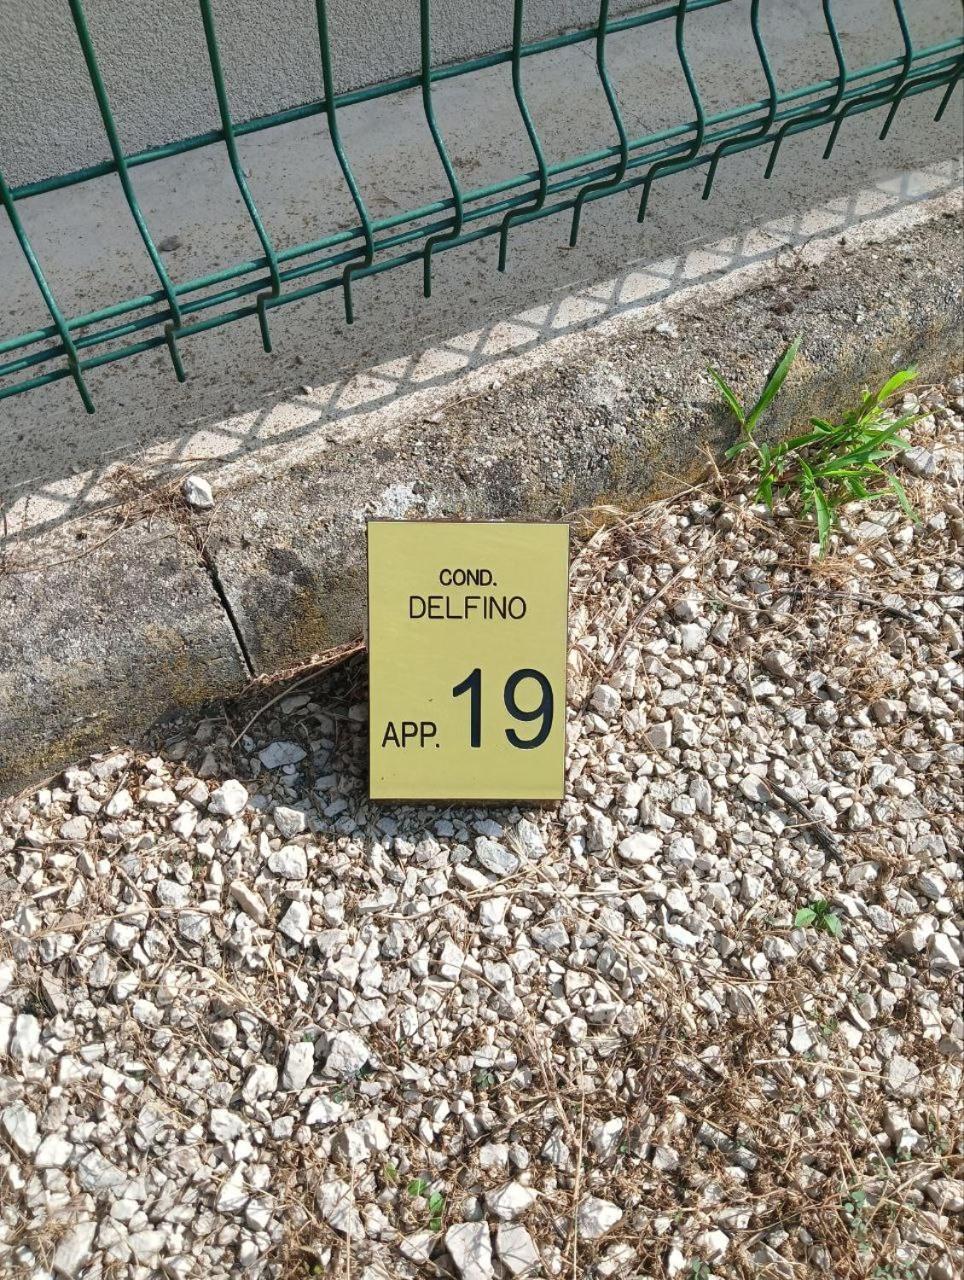 COND.
DELFINO
APP. 19